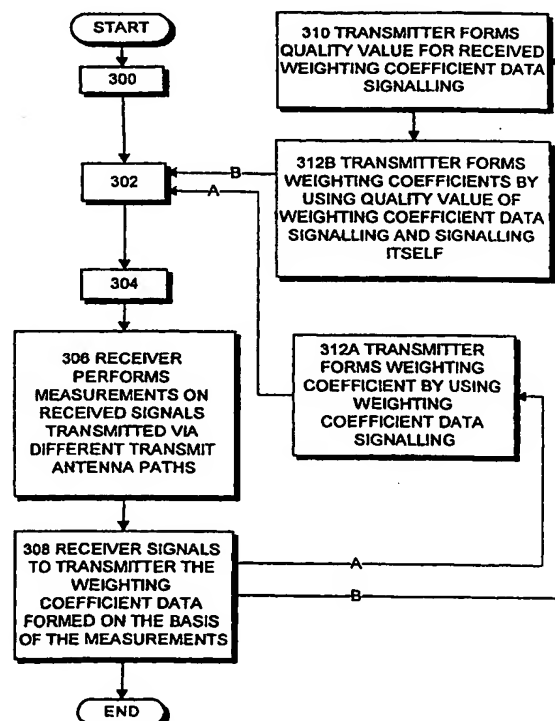 START
300
302
304
306 RECEIVER
PERFORMS
MEASUREMENTS ON
RECEIVED SIGNALS
TRANSMITTED VIA
DIFFERENT TRANSMIT
ANTENNA PATHS
308 RECEIVER SIGNALS
TO TRANSMITTER THE
WEIGHTING
COEFFICIENT DATA
FORMED ON THE BASIS
OF THE MEASUREMENTS
END
310 TRANSMITTER FORMS
QUALITY VALUE FOR RECEIVED
WEIGHTING COEFFICIENT DATA
SIGNALLING
312B TRANSMITTER FORMS
WEIGHTING COEFFICIENTS BY
USING QUALITY VALUE OF
WEIGHTING COEFFICIENT DATA
SIGNALLING AND SIGNALLING
ITSELF
B
A
312A TRANSMITTER
FORMS WEIGHTING
COEFFICIENT BY USING
WEIGHTING
COEFFICIENT DATA
SIGNALLING
A
B